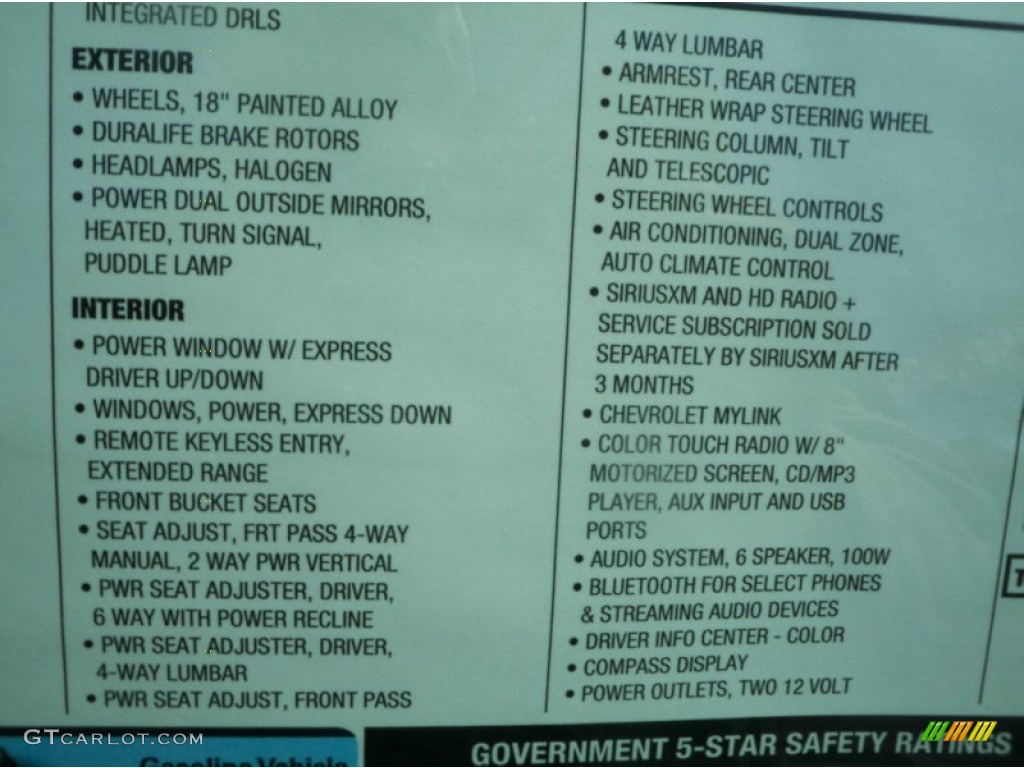 INTEGRATED DRLS
EXTERIOR
• WHEELS, 18" PAINTED ALLOY
• DURALIFE BRAKE ROTORS
• HEADLAMPS, HALOGEN
• POWER DUAL OUTSIDE MIRRORS,
HEATED, TURN SIGNAL,
PUDDLE LAMP
INTERIOR
• POWER WINDOW W/ EXPRESS
DRIVER UP/DOWN
• WINDOWS, POWER, EXPRESS DOWN
• REMOTE KEYLESS ENTRY,
EXTENDED RANGE
• FRONT BUCKET SEATS
• SEAT ADJUST, FRT PASS 4-WAY
MANUAL, 2 WAY PWR VERTICAL
• PWR SEAT ADJUSTER, DRIVER,
6 WAY WITH POWER RECLINE
• PWR SEAT ADJUSTER, DRIVER,
4-WAY LUMBAR
• PWR SEAT ADJUST, FRONT PASS
4 WAY LUMBAR
• ARMREST, REAR CENTER
• LEATHER WRAP STEERING WHEEL
• STEERING COLUMN, TILT
AND TELESCOPIC
• STEERING WHEEL CONTROLS
• AIR CONDITIONING, DUAL ZONE,
AUTO CLIMATE CONTROL
• SIRIUSXM AND HD RADIO +
SERVICE SUBSCRIPTION SOLD
SEPARATELY BY SIRIUSXM AFTER
3 MONTHS
• CHEVROLET MYLINK
• COLOR TOUCH RADIO W/ 8"
MOTORIZED SCREEN, CD/MP3
PLAYER, AUX INPUT AND USB
PORTS
• AUDIO SYSTEM, 6 SPEAKER, 100W
• BLUETOOTH FOR SELECT PHONES
& STREAMING AUDIO DEVICES
• DRIVER INFO CENTER - COLOR
• COMPASS DISPLAY
• POWER OUTLETS, TWO 12 VOLT
GTCARLOT.COM
Gasoline Vehicle
GOVERNMENT 5-STAR SAFETY RATINGS